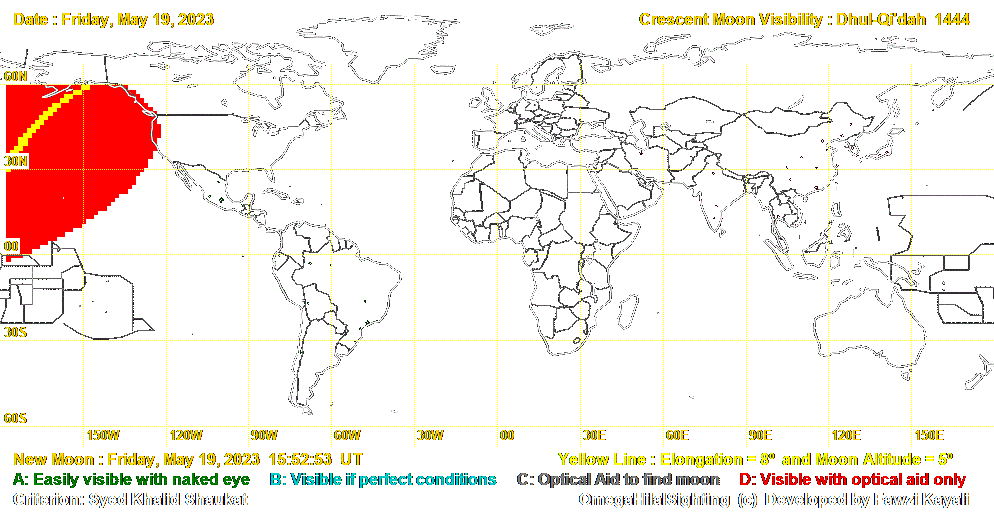 Date : Friday, May 19, 2023 Crescent Moon Visibility : Dhul-Qi'dah 1444
60N
30N
00
30S
60S
150W 120W 90W 60W 30W 00 30E 60E 90E 120E 150E
New Moon : Friday, May 19, 2023 15:52:53 UT Yellow Line : Elongation = 8º and Moon Altitude = 5º
A: Easily visible with naked eye B: Visible if perfect conditions C: Optical Aid to find moon D: Visible with optical aid only
Criterion: Syed Khalid Shaukat OmegaHilalSighting (c) Developed by Fawzi Kayali